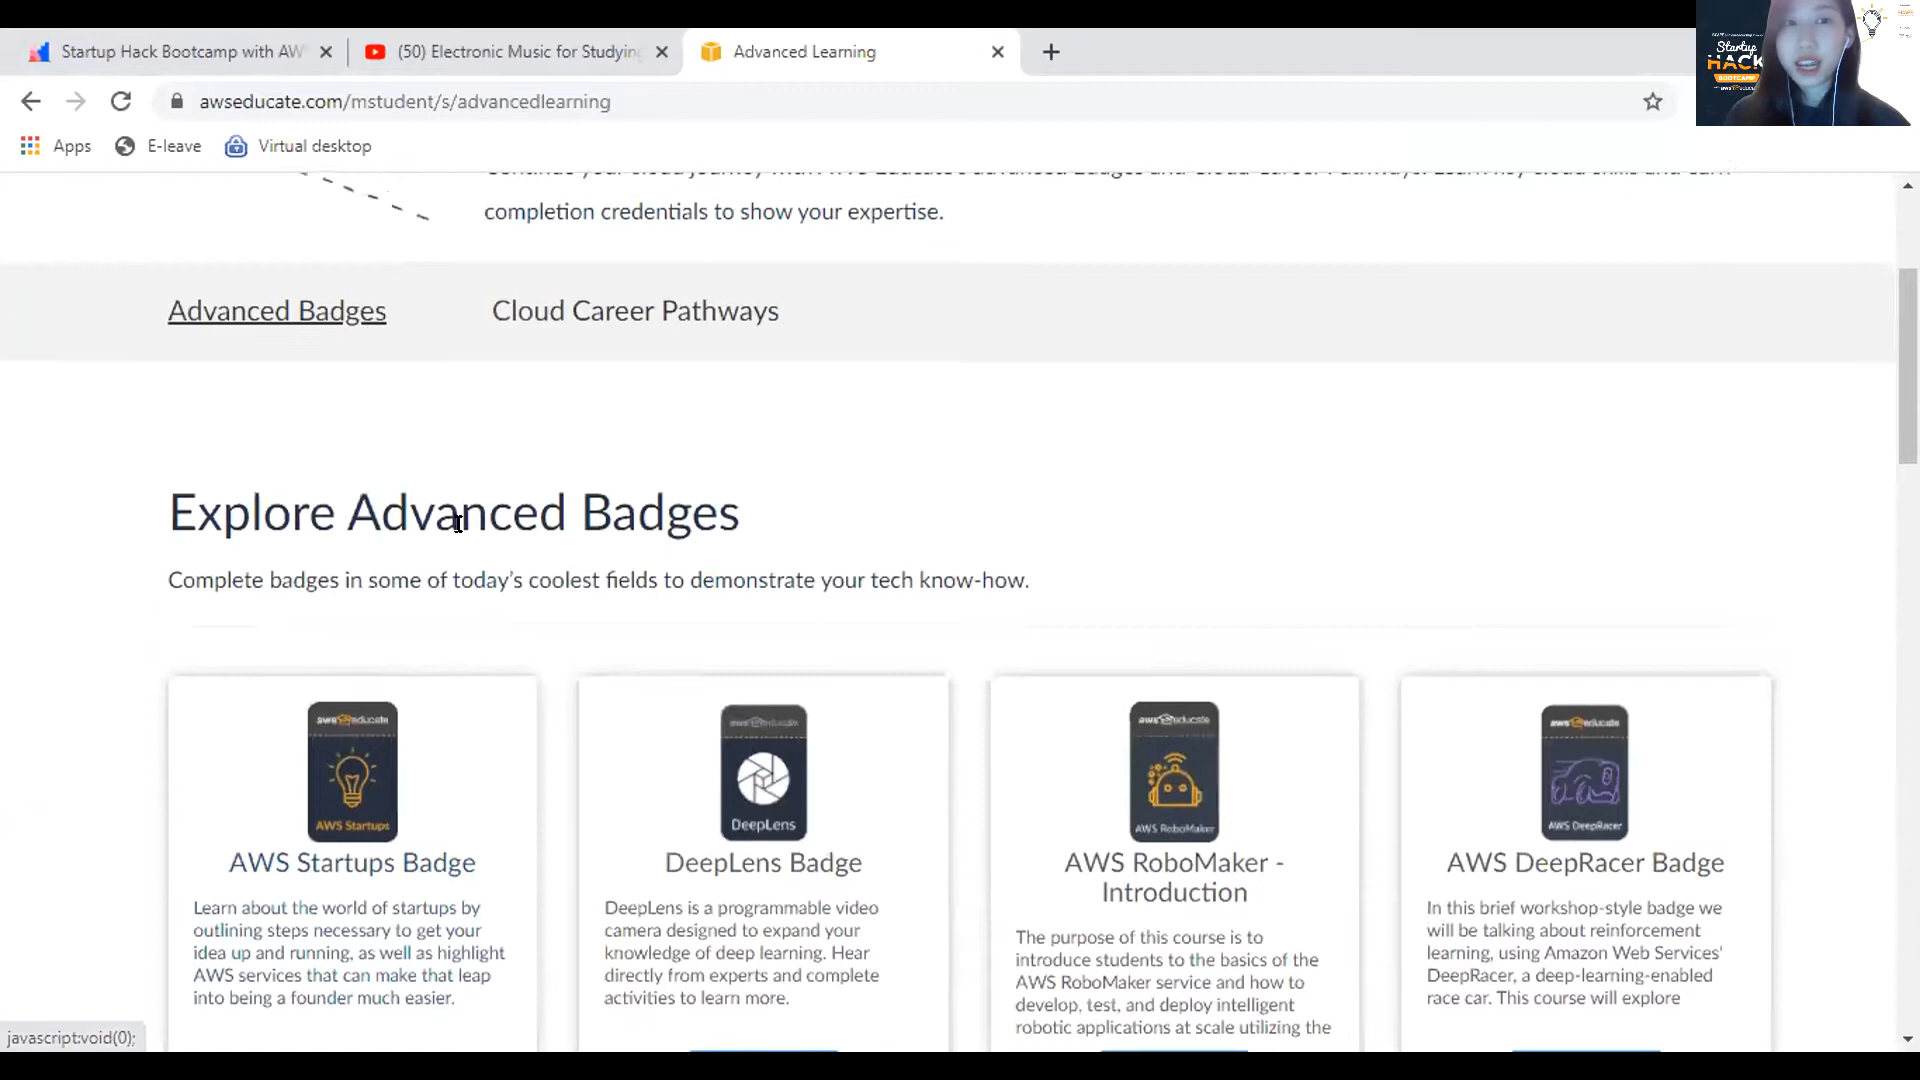 Startup Hack Bootcamp with AW
(50) Electronic Music for Studying
Advanced Learning
awseducate.com/mstudent/s/advancedlearning
Apps
E-leave
Virtual desktop
completion credentials to show your expertise.
Advanced Badges
Cloud Career Pathways
Explore Advanced Badges
Complete badges in some of today's coolest fields to demonstrate your tech know-how.
aws educate
AWS Startups
AWS Startups Badge
Learn about the world of startups by
outlining steps necessary to get your
idea up and running, as well as highlight
AWS services that can make that leap
into being a founder much easier.
aws educate
DeepLens
DeepLens Badge
DeepLens is a programmable video
camera designed to expand your
knowledge of deep learning. Hear
directly from experts and complete
activities to learn more.
aws educate
AWS RoboMaker
AWS RoboMaker -
Introduction
The purpose of this course is to
introduce students to the basics of the
AWS RoboMaker service and how to
develop, test, and deploy intelligent
robotic applications at scale utilizing the
aws educate
AWS DeepRacer
AWS DeepRacer Badge
In this brief workshop-style badge we
will be talking about reinforcement
learning, using Amazon Web Services'
DeepRacer, a deep-learning-enabled
race car. This course will explore
javascript:void(0);
Startup
HACK
BOOTCAMP